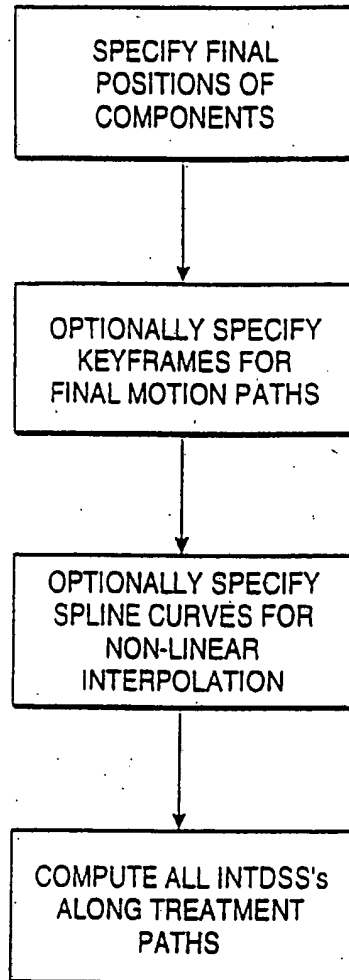 SPECIFY FINAL
POSITIONS OF
COMPONENTS
OPTIONALLY SPECIFY
KEYFRAMES FOR
FINAL MOTION PATHS
OPTIONALLY SPECIFY
SPLINE CURVES FOR
NON-LINEAR
INTERPOLATION
COMPUTE ALL INTDSS's
ALONG TREATMENT
PATHS